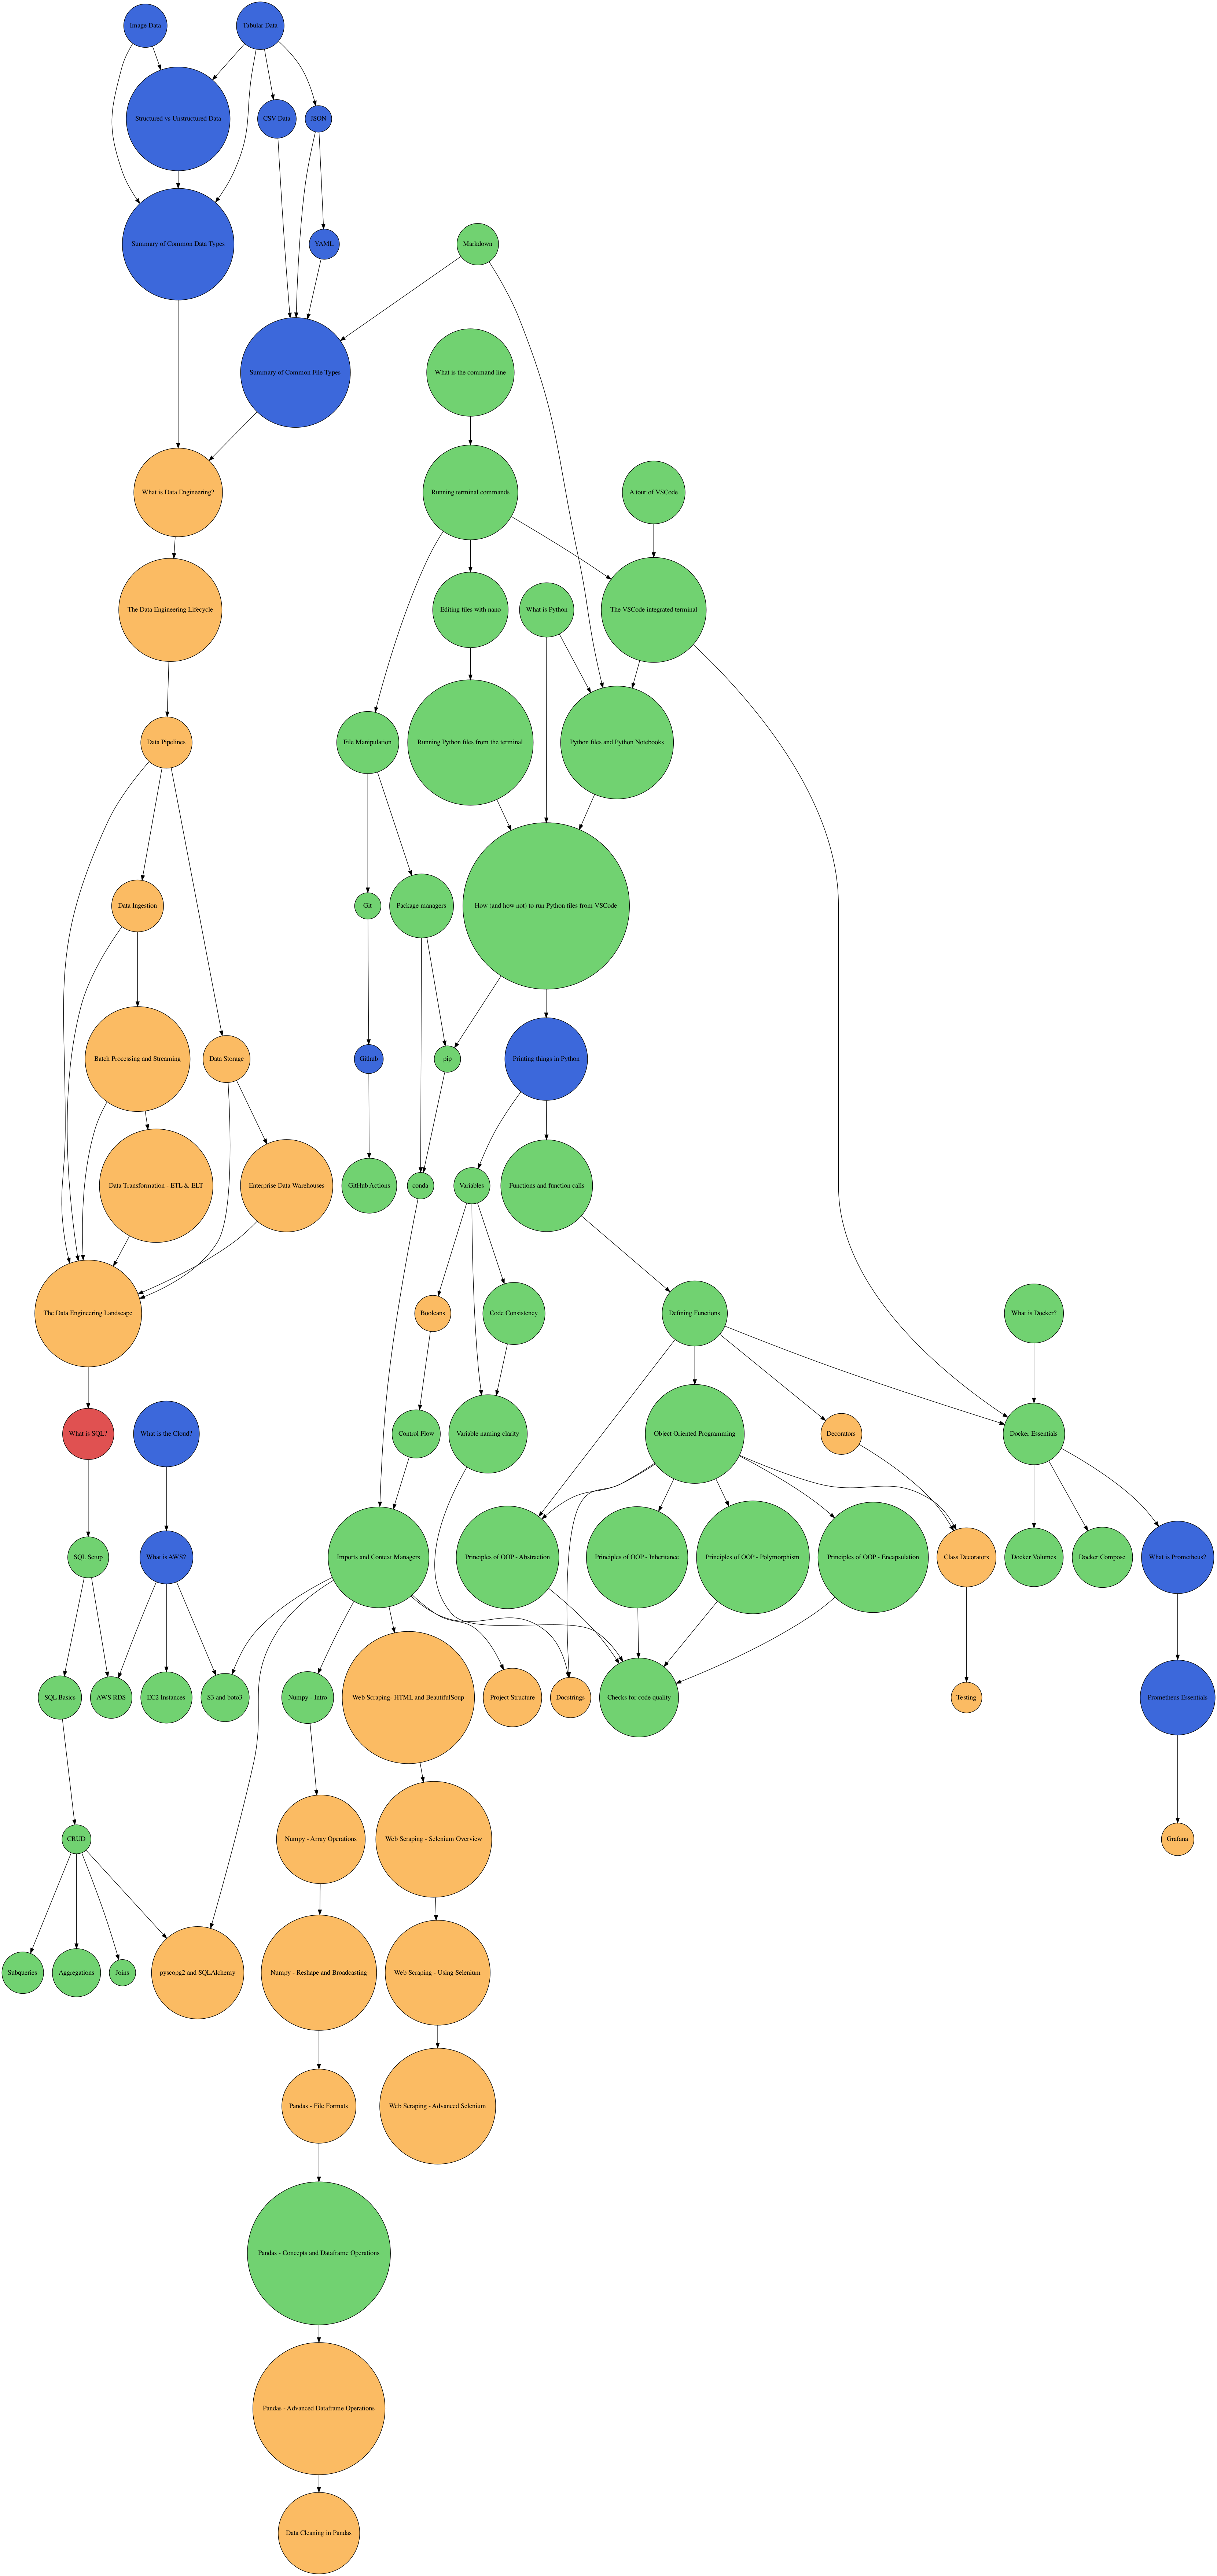 Image Data
Tabular Data
Structured vs Unstructured Data
CSV Data
JSON
Summary of Common Data Types
YAML
Markdown
Summary of Common File Types
What is the command line
What is Data Engineering?
Running terminal commands
A tour of VSCode
The Data Engineering Lifecycle
Editing files with nano
What is Python
The VSCode integrated terminal
Data Pipelines
File Manipulation
Running Python files from the terminal
Python files and Python Notebooks
Data Ingestion
Git
Package managers
How (and how not) to run Python files from VSCode
Batch Processing and Streaming
Data Storage
Github
pip
Printing things in Python
Data Transformation - ETL & ELT
Enterprise Data Warehouses
GitHub Actions
conda
Variables
Functions and function calls
The Data Engineering Landscape
Booleans
Code Consistency
Defining Functions
What is Docker?
What is SQL?
What is the Cloud?
Control Flow
Variable naming clarity
Object Oriented Programming
Decorators
Docker Essentials
SQL Setup
What is AWS?
Imports and Context Managers
Principles of OOP - Abstraction
Principles of OOP - Inheritance
Principles of OOP - Polymorphism
Principles of OOP - Encapsulation
Class Decorators
Docker Volumes
Docker Compose
What is Prometheus?
SQL Basics
AWS RDS
EC2 Instances
S3 and boto3
Numpy - Intro
Web Scraping- HTML and BeautifulSoup
Project Structure
Docstrings
Checks for code quality
Testing
Prometheus Essentials
CRUD
Numpy - Array Operations
Web Scraping - Selenium Overview
Grafana
Subqueries
Aggregations
Joins
pyscopg2 and SQLAlchemy
Numpy - Reshape and Broadcasting
Web Scraping - Using Selenium
Pandas - File Formats
Web Scraping - Advanced Selenium
Pandas - Concepts and Dataframe Operations
Pandas - Advanced Dataframe Operations
Data Cleaning in Pandas